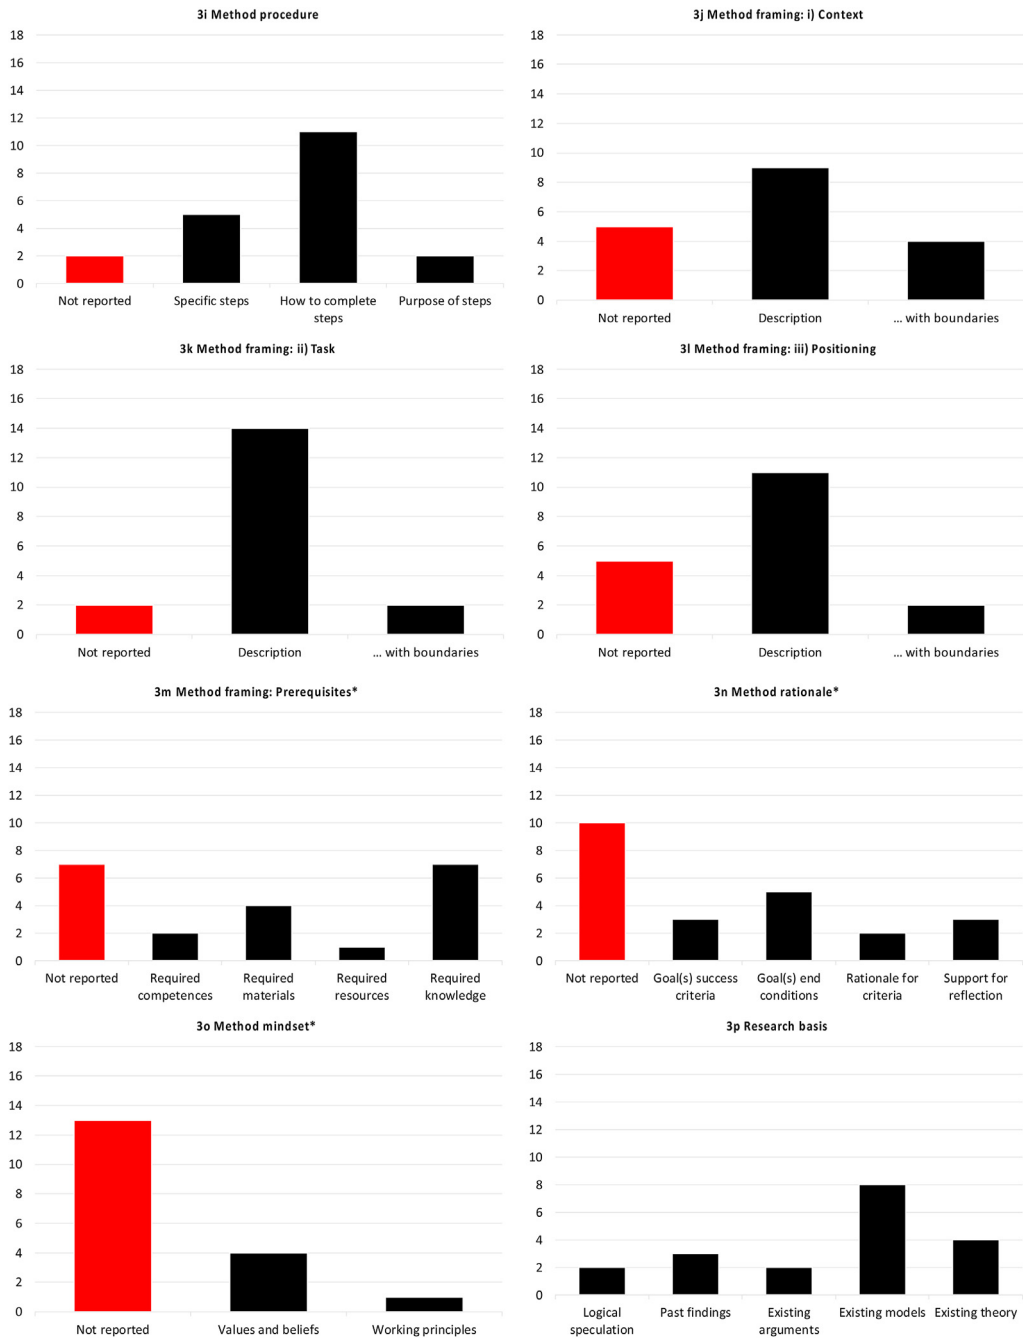 3i Method procedure
18
16
14
12
10
8
6
4
2
0
Not reported
Specific steps
How to complete
steps
Purpose of steps
3j Method framing: i) Context
18
16
14
12
10
8
6
4
2
0
Not reported
Description
... with boundaries
3k Method framing: ii) Task
18
16
14
12
10
8
6
4
2
0
Not reported
Description
... with boundaries
3l Method framing: iii) Positioning
18
16
14
12
10
8
6
4
2
0
Not reported
Description
... with boundaries
3m Method framing: Prerequisites*
18
16
14
12
10
8
6
4
2
0
Not reported
Required
competences
Required
materials
Required
resources
Required
knowledge
3n Method rationale*
18
16
14
12
10
8
6
4
2
0
Not reported
Goal(s) success
criteria
Goal(s) end
conditions
Rationale for
criteria
Support for
reflection
3o Method mindset*
18
16
14
12
10
8
6
4
2
0
Not reported
Values and beliefs
Working principles
3p Research basis
18
16
14
12
10
8
6
4
2
0
Logical
speculation
Past findings
Existing
arguments
Existing models
Existing theory